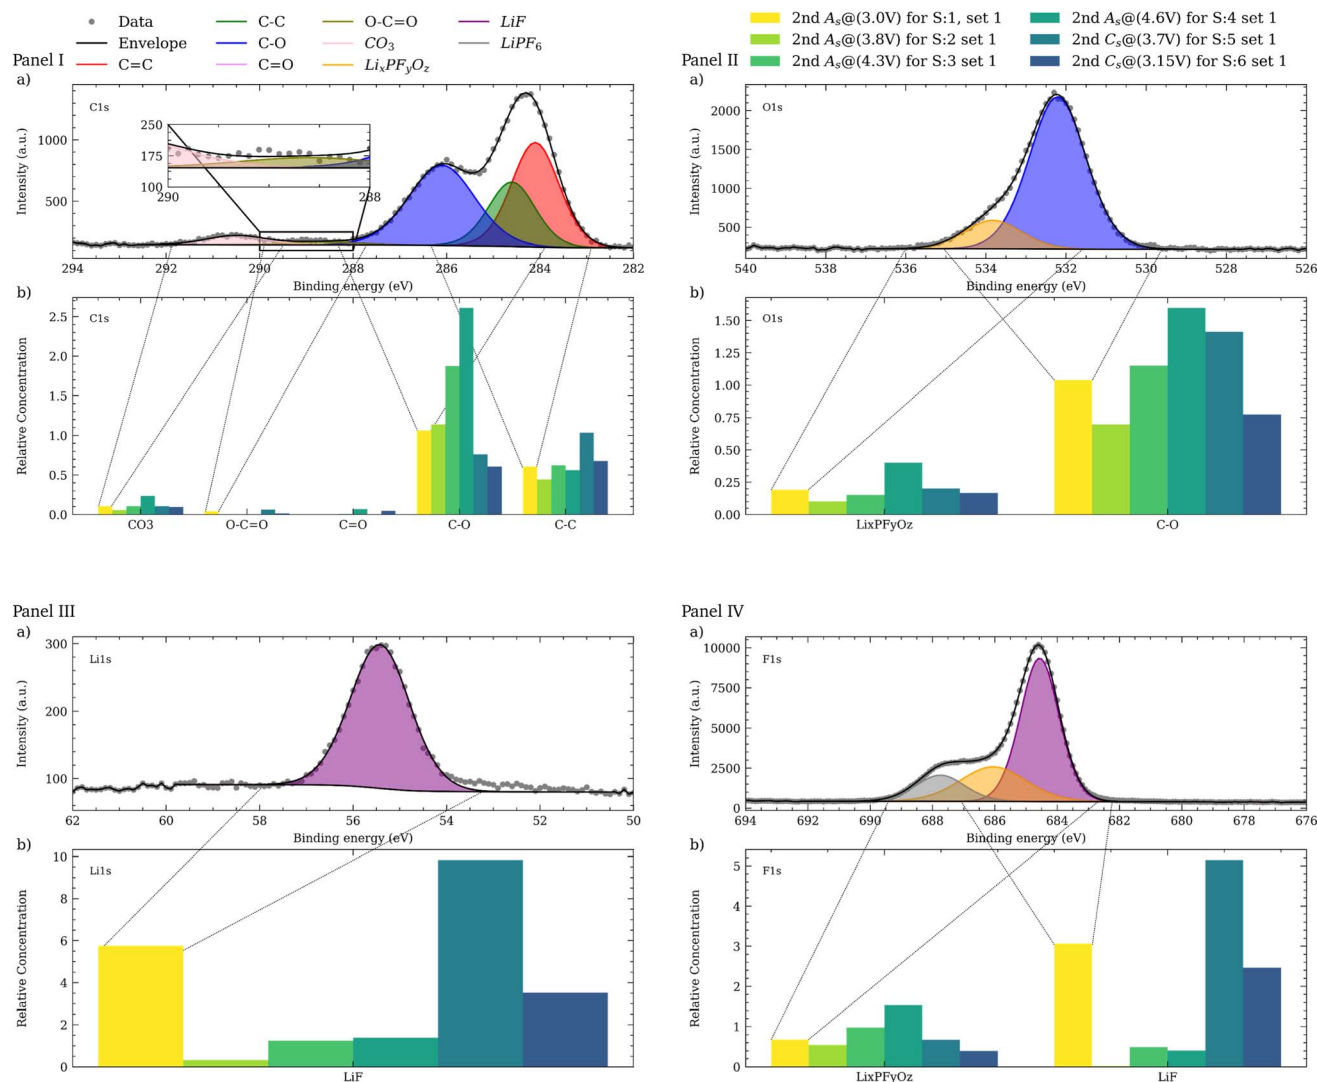 Data
Envelope
C=C
C-C
C-O
C=O
O-C=O
CO₃
LiₓPFᵧO_z
LiF
LiPF₆
2nd Aₛ@(3.0V) for S:1, set 1
2nd Aₛ@(3.8V) for S:2 set 1
2nd Aₛ@(4.3V) for S:3 set 1
2nd Aₛ@(4.6V) for S:4 set 1
2nd Cₛ@(3.7V) for S:5 set 1
2nd Cₛ@(3.15V) for S:6 set 1
Panel I
a)
C1s
Intensity (a.u.)
1000
500
250
175
100
290
288
294 292 290 288 286 284 282
Binding energy (eV)
b)
C1s
Relative Concentration
2.5
2.0
1.5
1.0
0.5
0.0
CO3 O-C=O C=O C-O C-C
Panel II
a)
O1s
Intensity (a.u.)
2000
1500
1000
500
540 538 536 534 532 530 528 526
Binding energy (eV)
b)
O1s
Relative Concentration
1.50
1.25
1.00
0.75
0.50
0.25
0.00
LixPFyOz C-O
Panel III
a)
Li1s
Intensity (a.u.)
300
200
100
62 60 58 56 54 52 50
Binding energy (eV)
b)
Li1s
Relative Concentration
10
8
6
4
2
0
LiF
Panel IV
a)
F1s
Intensity (a.u.)
10000
7500
5000
2500
0
694 692 690 688 686 684 682 680 678 676
Binding energy (eV)
b)
F1s
Relative Concentration
5
4
3
2
1
0
LixPFyOz LiF